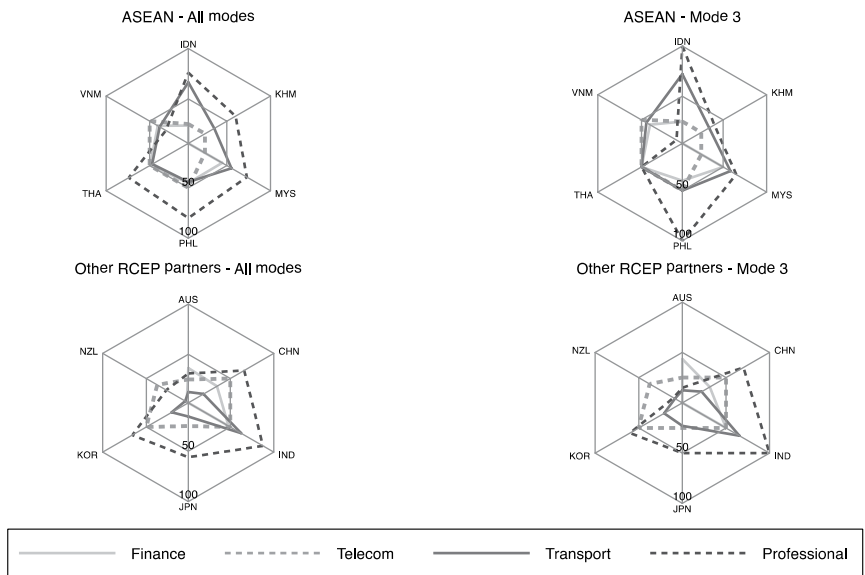 ASEAN - All modes
IDN
VNM
KHM
THA
MYS
50
100
PHL
ASEAN - Mode 3
IDN
VNM
KHM
THA
MYS
50
100
PHL
Other RCEP partners - All modes
AUS
NZL
CHN
KOR
IND
50
100
JPN
Other RCEP partners - Mode 3
AUS
NZL
CHN
KOR
IND
50
100
JPN
Finance Telecom Transport Professional